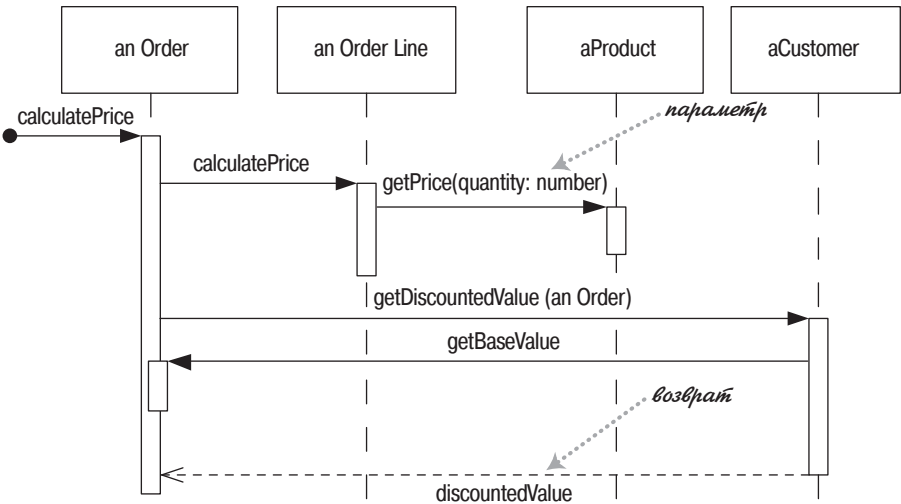 an Order
an Order Line
aProduct
aCustomer
calculatePrice
параметр
calculatePrice
getPrice(quantity: number)
getDiscountedValue (an Order)
getBaseValue
возврат
discountedValue